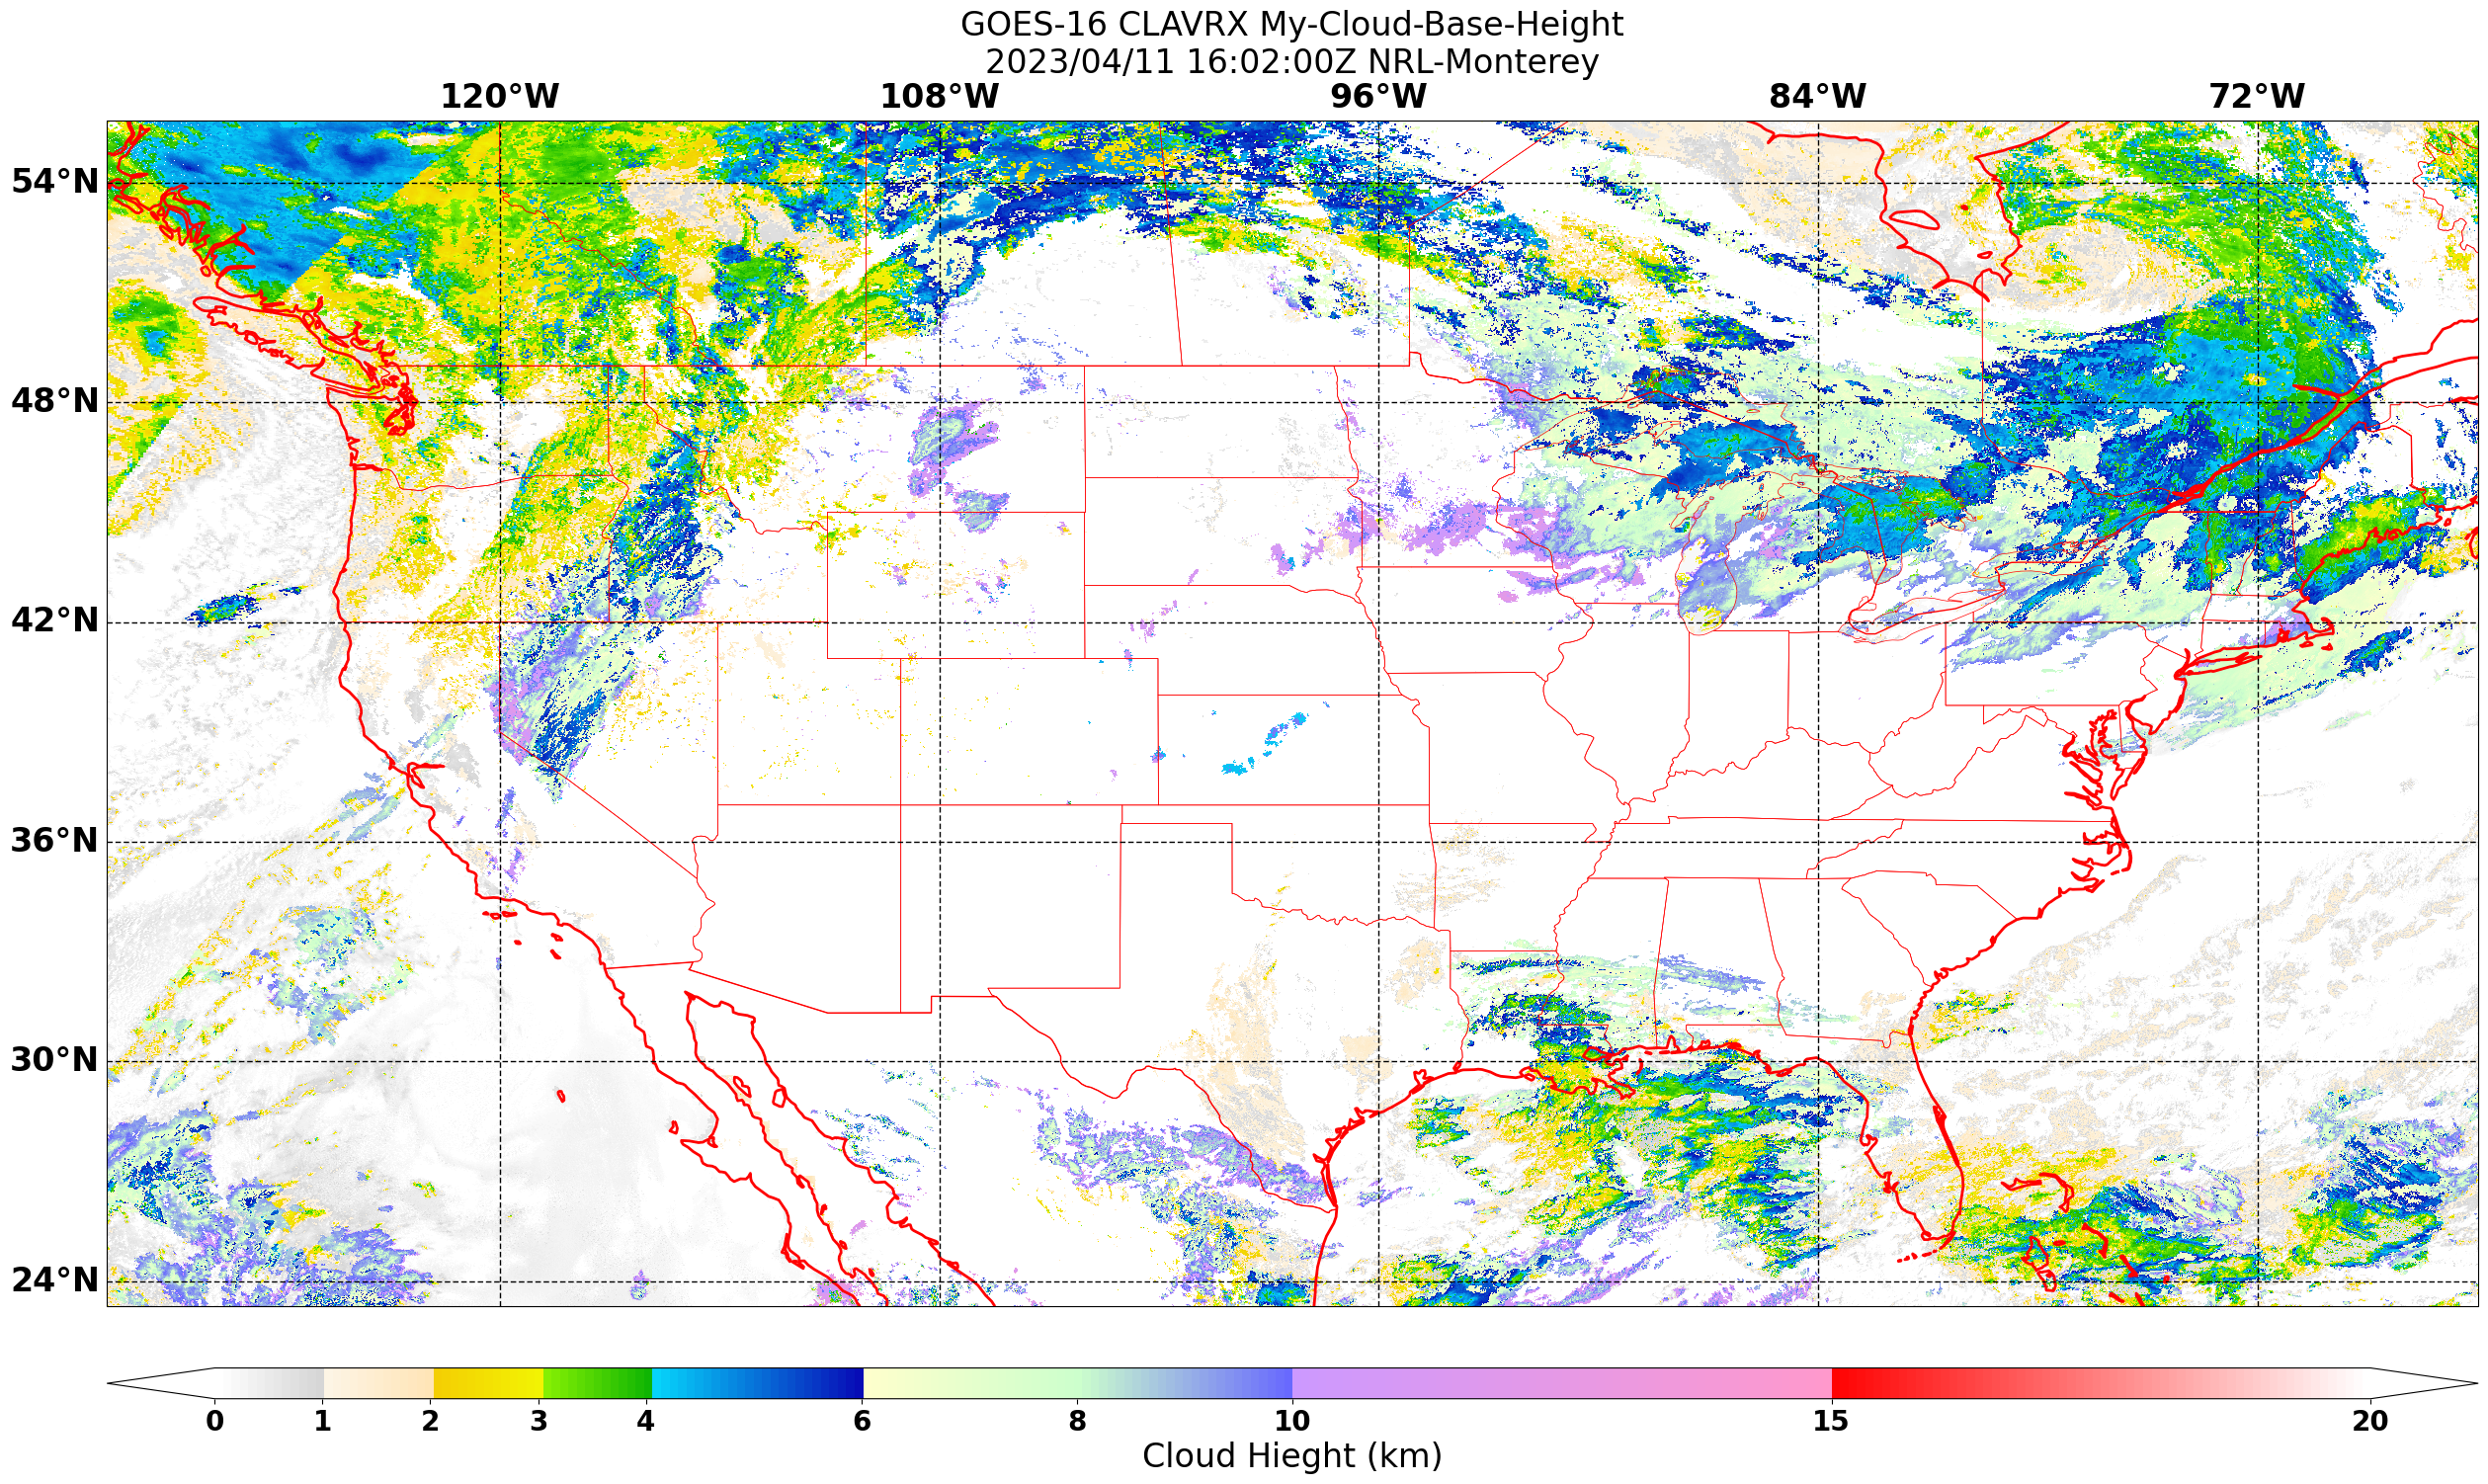 GOES-16 CLAVRX My-Cloud-Base-Height
2023/04/11 16:02:00Z NRL-Monterey
120°W 108°W 96°W 84°W 72°W
54°N
48°N
42°N
36°N
30°N
24°N
0 1 2 3 4 6 8 10 15 20
Cloud Hieght (km)